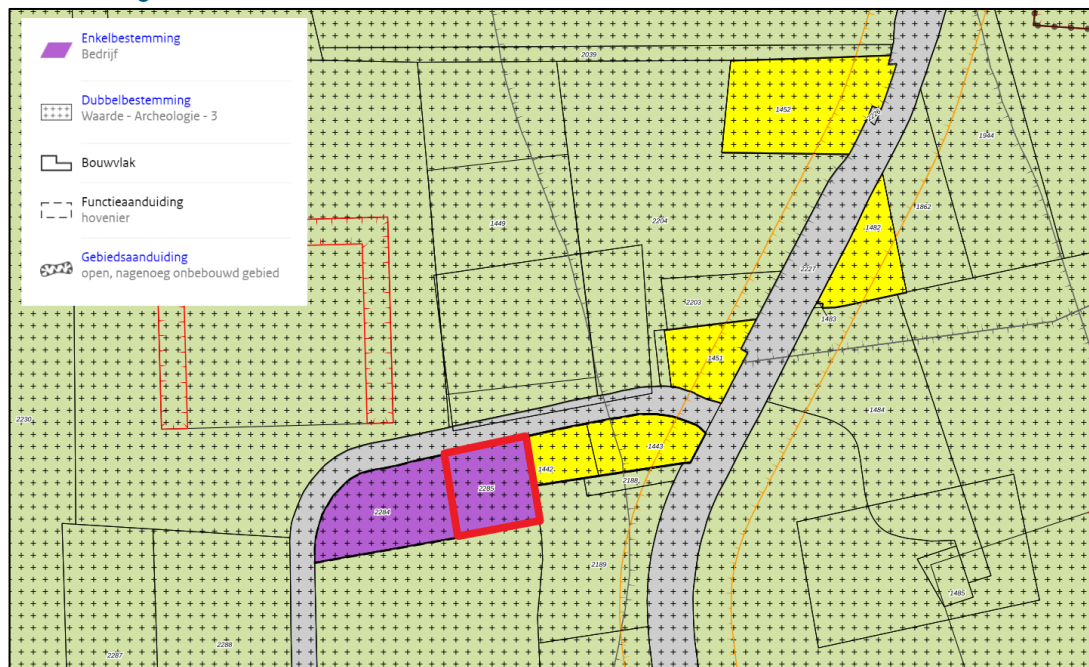 Enkelbestemming
Bedrijf
Dubbelbestemming
Waarde - Archeologie - 3
Bouwvlak
Functieaanduiding
hovenier
Gebiedsaanduiding
open, nagenoeg onbebouwd gebied
2039
1452
1944
1449
2204
1862
1482
2227
2203
1483
1451
2230
1484
1443
1442
2188
2285
2284
2189
1485
2288
2287